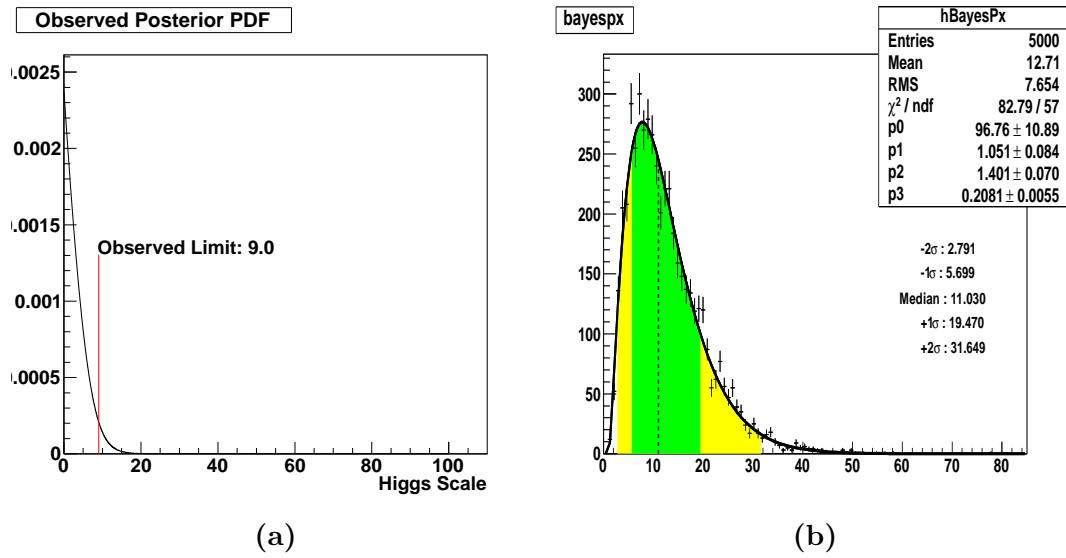 Observed Posterior PDF
0.0025
0.002
0.0015
0.001
0.0005
0
Observed Limit: 9.0
0 20 40 60 80 100
Higgs Scale
(a)
bayespx
hBayesPx
Entries 5000
Mean 12.71
RMS 7.654
χ² / ndf 82.79 / 57
p0 96.76 ± 10.89
p1 1.051 ± 0.084
p2 1.401 ± 0.070
p3 0.2081 ± 0.0055
300
250
200
150
100
50
0
-2σ : 2.791
-1σ : 5.699
Median : 11.030
+1σ : 19.470
+2σ : 31.649
0 10 20 30 40 50 60 70 80
(b)